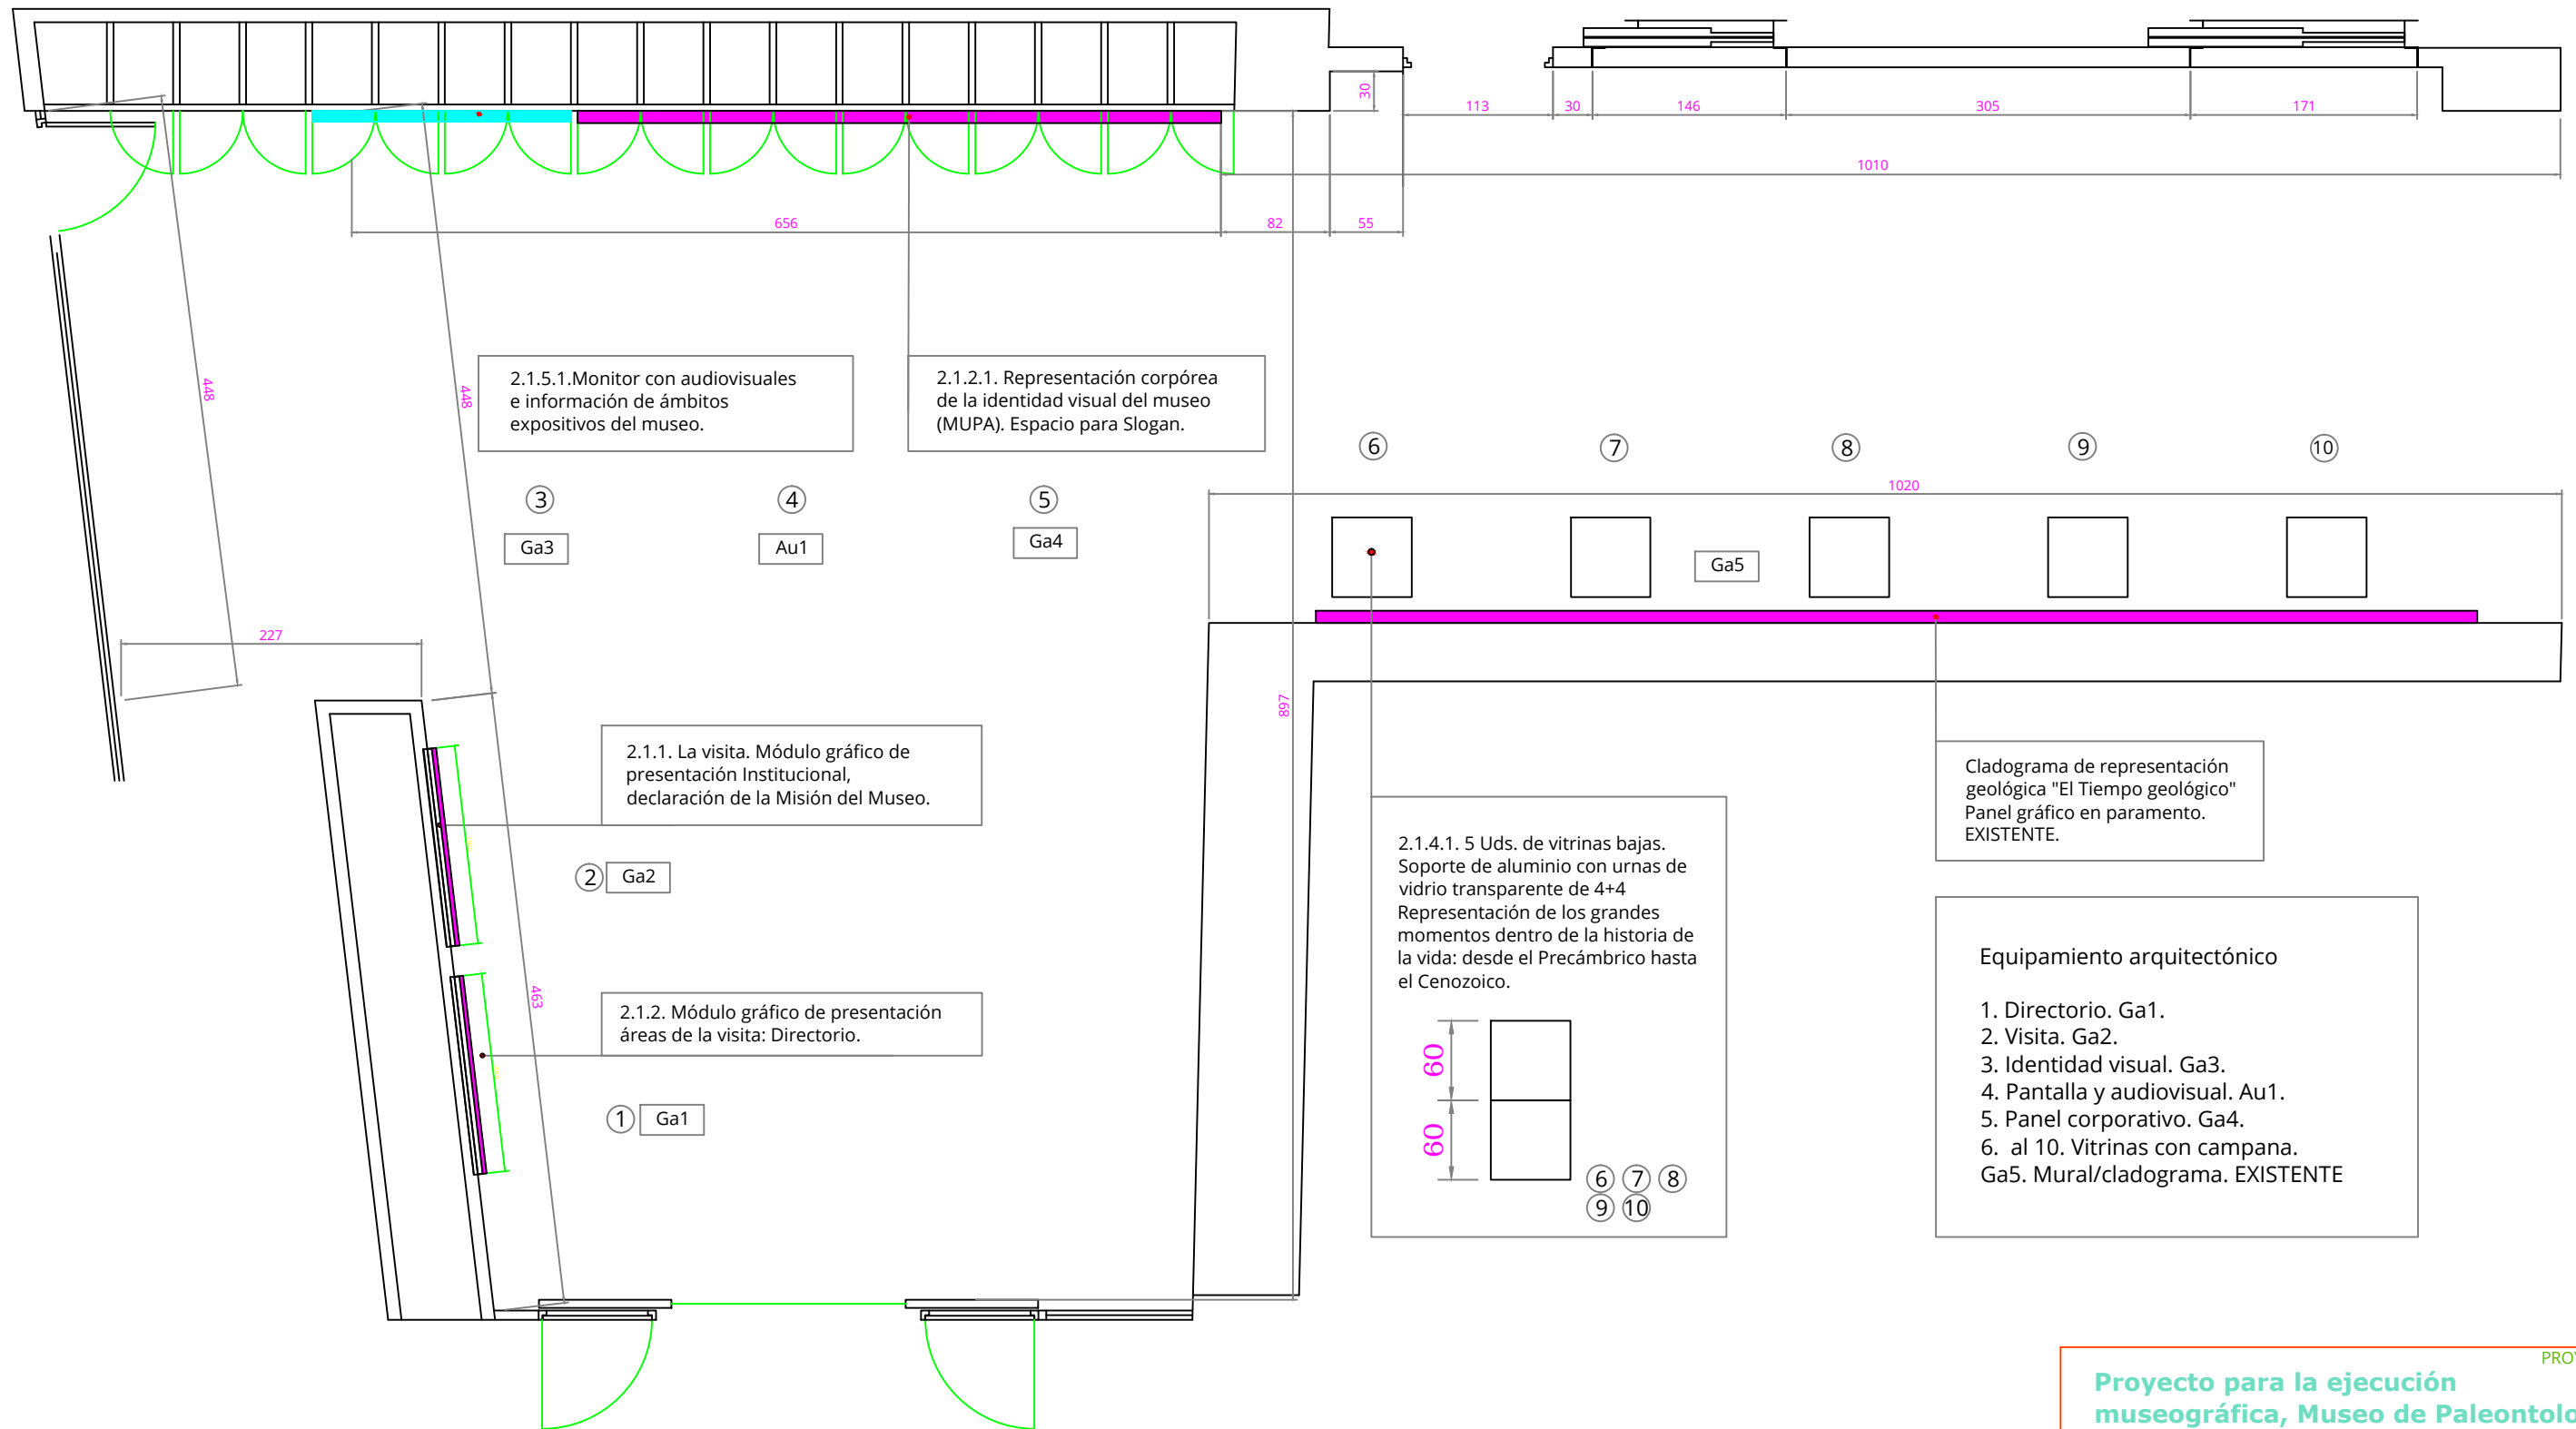 30
113
30
146
305
171
1010
656
82
55
448
448
2.1.5.1.Monitor con audiovisuales
e información de ámbitos
expositivos del museo.
2.1.2.1. Representación corpórea
de la identidad visual del museo
(MUPA). Espacio para Slogan.
6
7
8
9
10
3
4
5
1020
Ga3
Au1
Ga4
Ga5
227
897
2.1.1. La visita. Módulo gráfico de
presentación Institucional,
declaración de la Misión del Museo.
2
Ga2
463
2.1.2. Módulo gráfico de presentación
áreas de la visita: Directorio.
1
Ga1
2.1.4.1. 5 Uds. de vitrinas bajas.
Soporte de aluminio con urnas de
vidrio transparente de 4+4
Representación de los grandes
momentos dentro de la historia de
la vida: desde el Precámbrico hasta
el Cenozoico.
60
60
6 7 8
9 10
Cladograma de representación
geológica "El Tiempo geológico"
Panel gráfico en paramento.
EXISTENTE.
Equipamiento arquitectónico
1. Directorio. Ga1.
2. Visita. Ga2.
3. Identidad visual. Ga3.
4. Pantalla y audiovisual. Au1.
5. Panel corporativo. Ga4.
6. al 10. Vitrinas con campana.
Ga5. Mural/cladograma. EXISTENTE
PROY
Proyecto para la ejecución
museográfica, Museo de Paleontolo